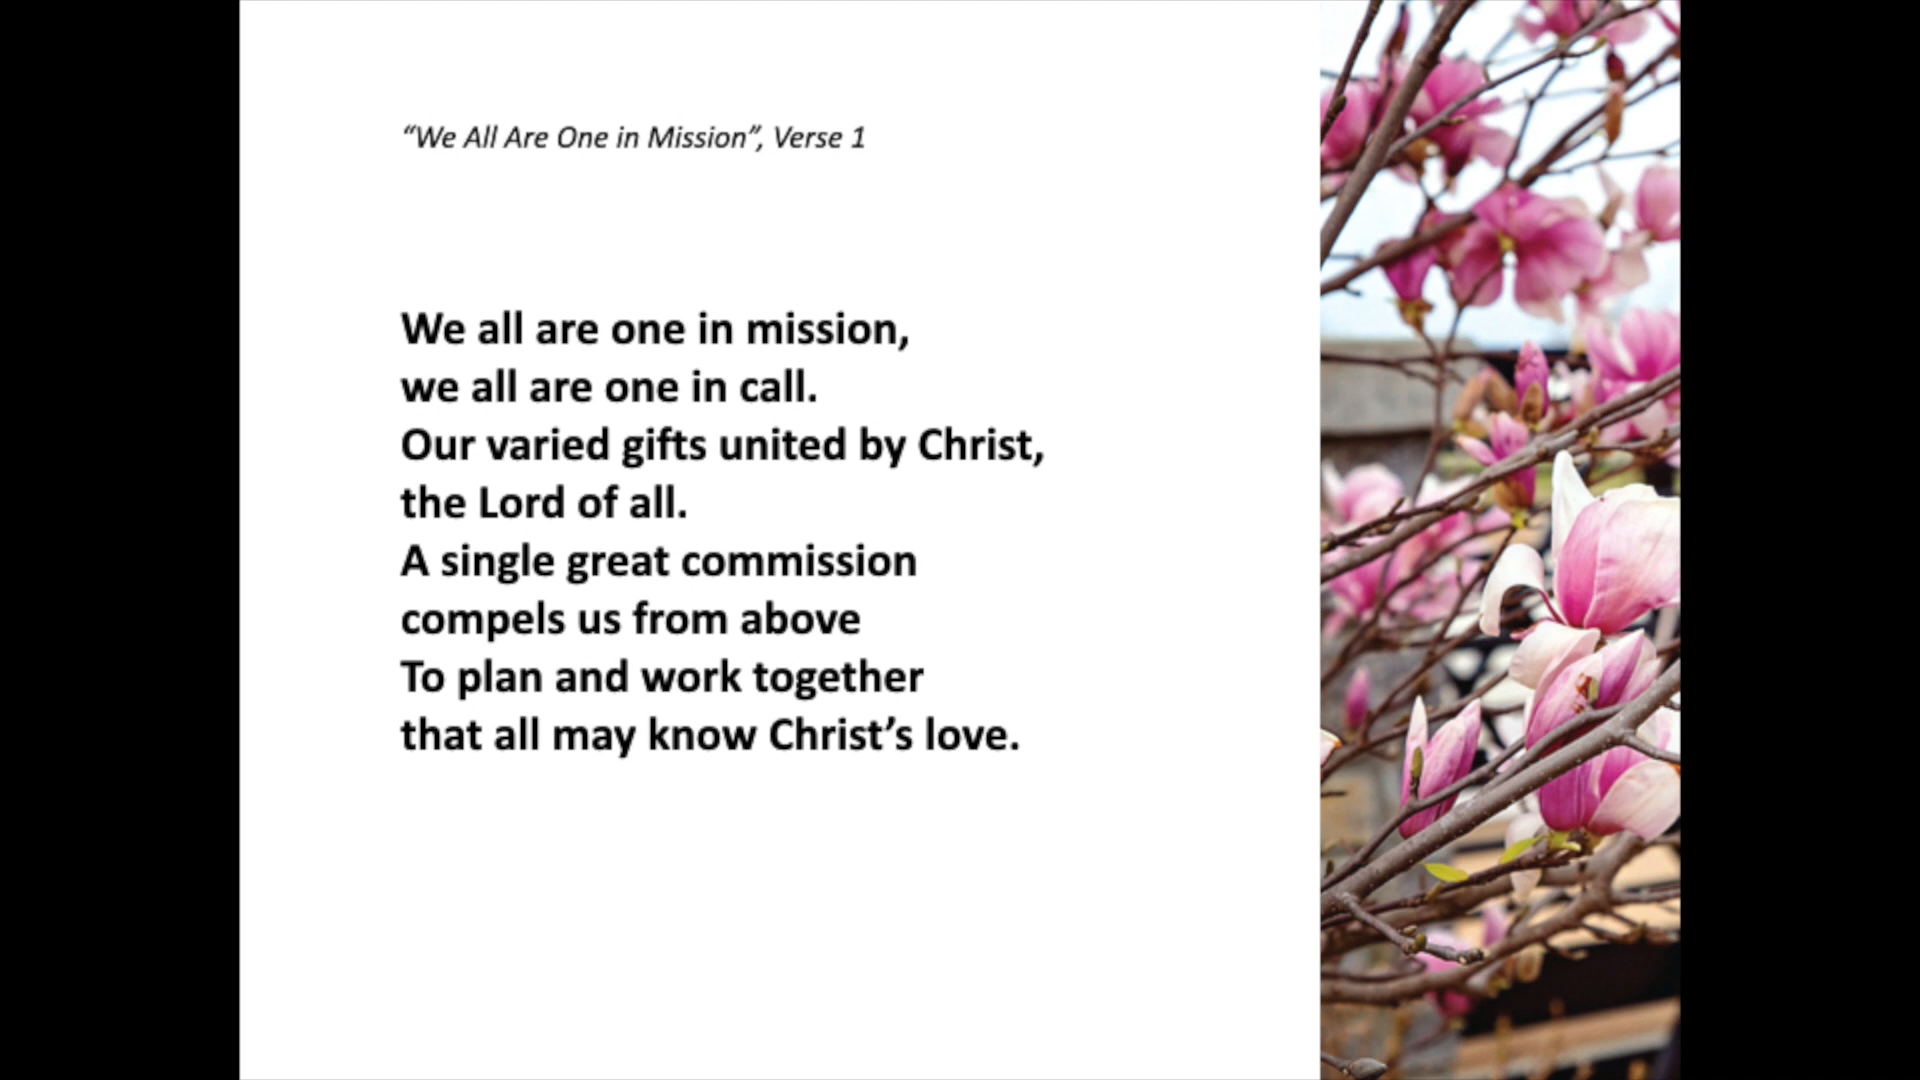 “We All Are One in Mission”, Verse 1
We all are one in mission,
we all are one in call.
Our varied gifts united by Christ,
the Lord of all.
A single great commission
compels us from above
To plan and work together
that all may know Christ’s love.